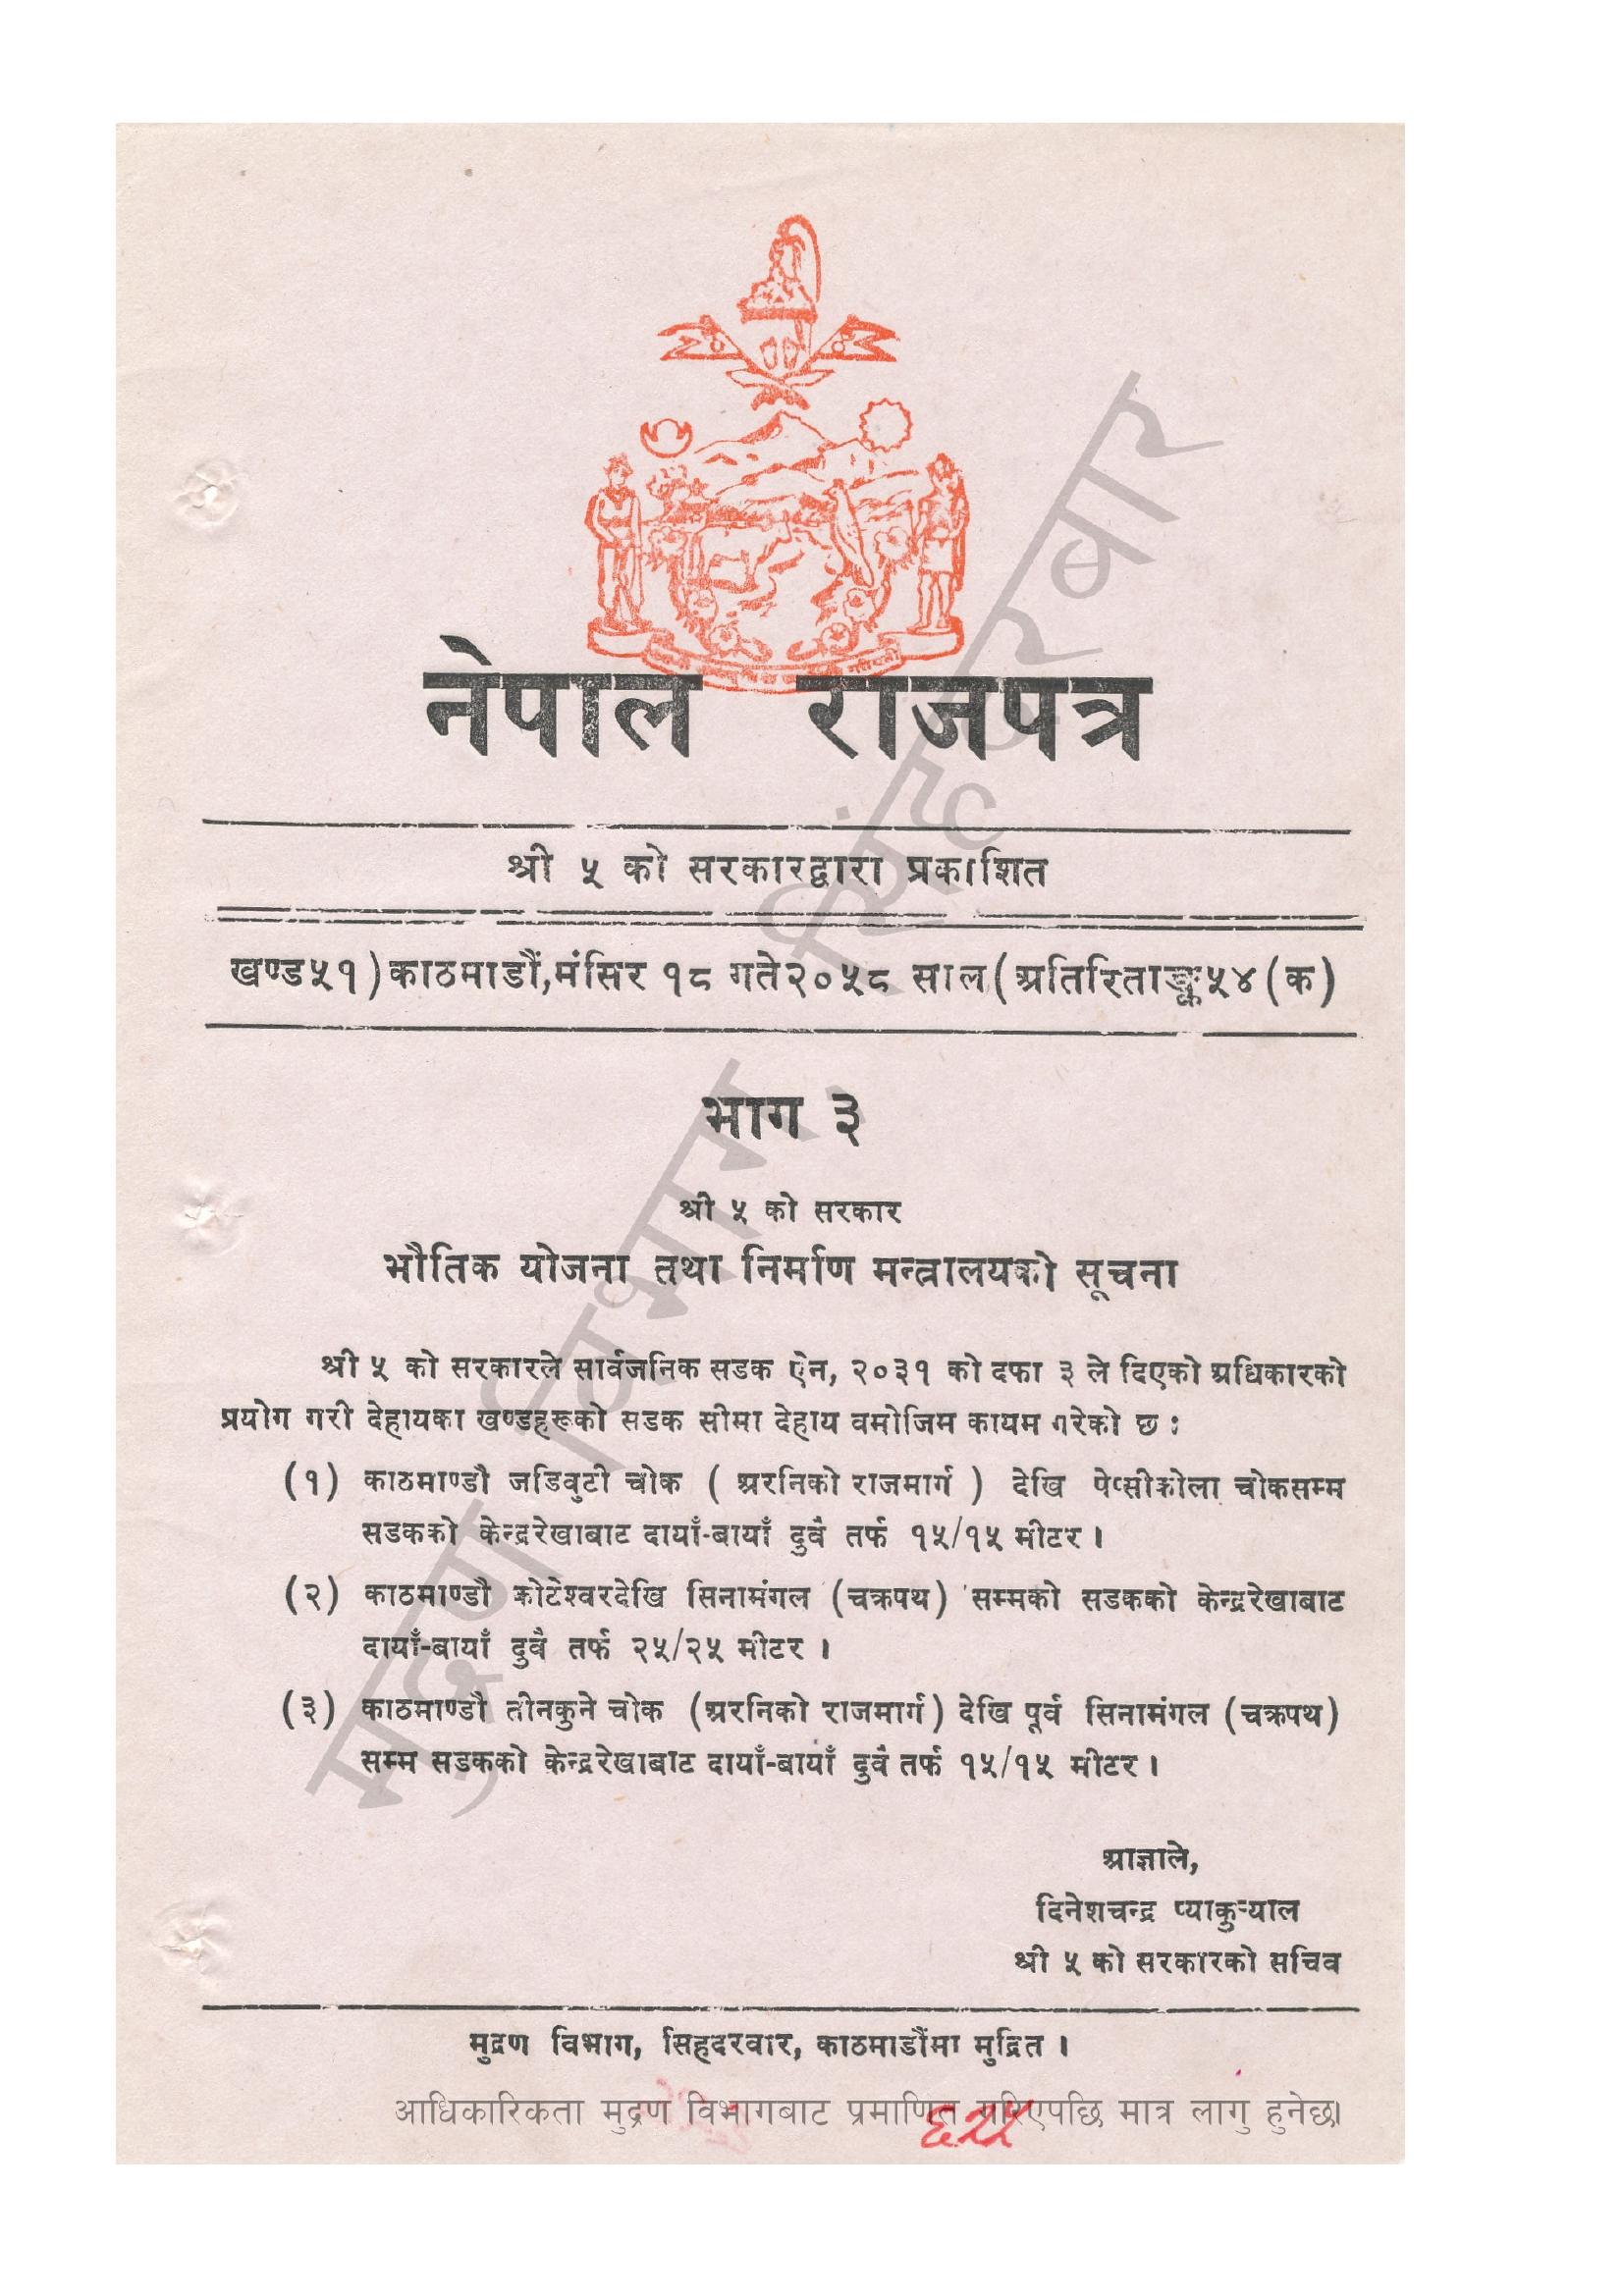 नेपाल राजपत्र
श्री ५ को सरकारद्वारा प्रकाशित
खण्ड५१)काठमाडौं,मंसिर १८ गते२०५८ साल(अतिरिताङ्क५४(क)
भाग ३
श्री ५ को सरकार
भौतिक योजना तथा निर्माण मन्त्रालयको सूचना
श्री ५ को सरकारले सार्वजनिक सडक ऐन, २०३१ को दफा ३ ले दिएको अधिकारको
प्रयोग गरी देहायका खण्डहरूको सडक सीमा देहाय वमोजिम कायम गरेको छ :
(१) काठमाण्डौ जडिवुटी चोक ( अरनिको राजमार्ग ) देखि पेप्सीकोला चोकसम्म
सडकको केन्द्ररेखाबाट दायाँ-बायाँ दुवै तर्फ १५/१५ मीटर ।
(२) काठमाण्डौ कोटेश्वरदेखि सिनामंगल (चक्रपथ) सम्मको सडकको केन्द्ररेखाबाट
दायाँ-बायाँ दुवै तर्फ २५/२५ मीटर ।
(३) काठमाण्डौ तीनकुने चोक (अरनिको राजमार्ग) देखि पूर्व सिनामंगल (चक्रपथ)
सम्म सडकको केन्द्ररेखाबाट दायाँ-बायाँ दुवै तर्फ १५/१५ मीटर ।
आज्ञाले,
दिनेशचन्द्र प्याकुर्‍याल
श्री ५ को सरकारको सचिव
मुद्रण विभाग, सिहदरवार, काठमाडौंमा मुद्रित ।
आधिकारिकता मुद्रण विभागबाट प्रमाणित गरिएपछि मात्र लागु हुनेछ।
६२५
मुद्रण विभाग, सिंहदरबार